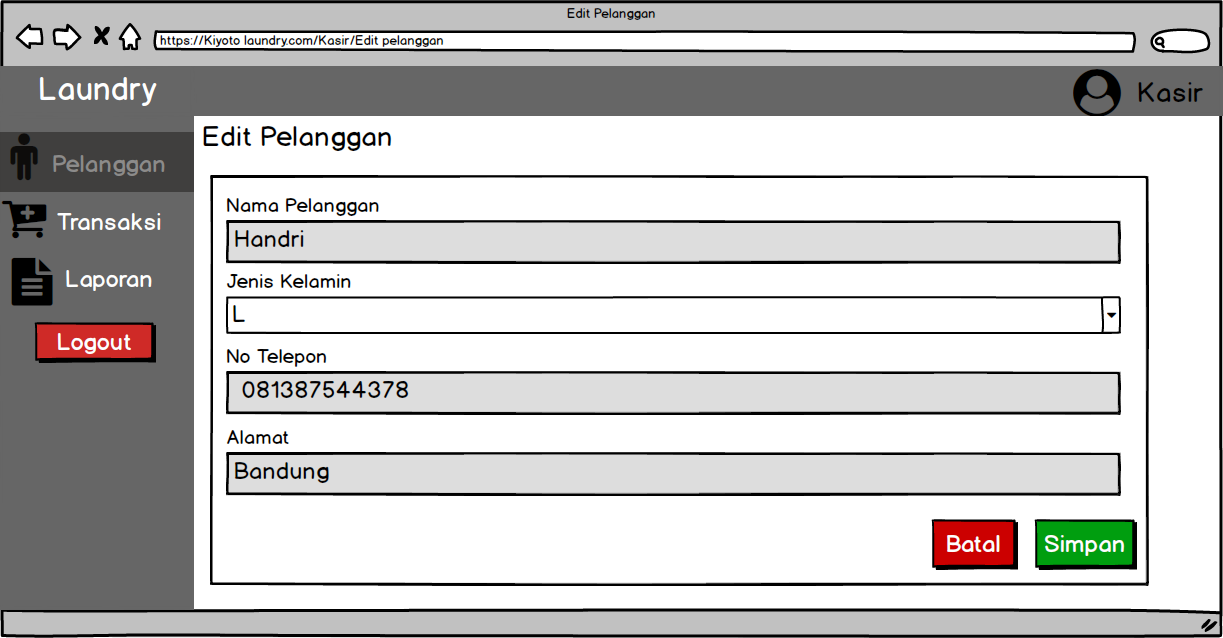 Edit Pelanggan
https://Kiyoto laundry.com/Kasir/Edit pelanggan
Laundry
Kasir
Pelanggan
Transaksi
Laporan
Logout
Edit Pelanggan
Nama Pelanggan
Handri
Jenis Kelamin
L
No Telepon
081387544378
Alamat
Bandung
Batal
Simpan